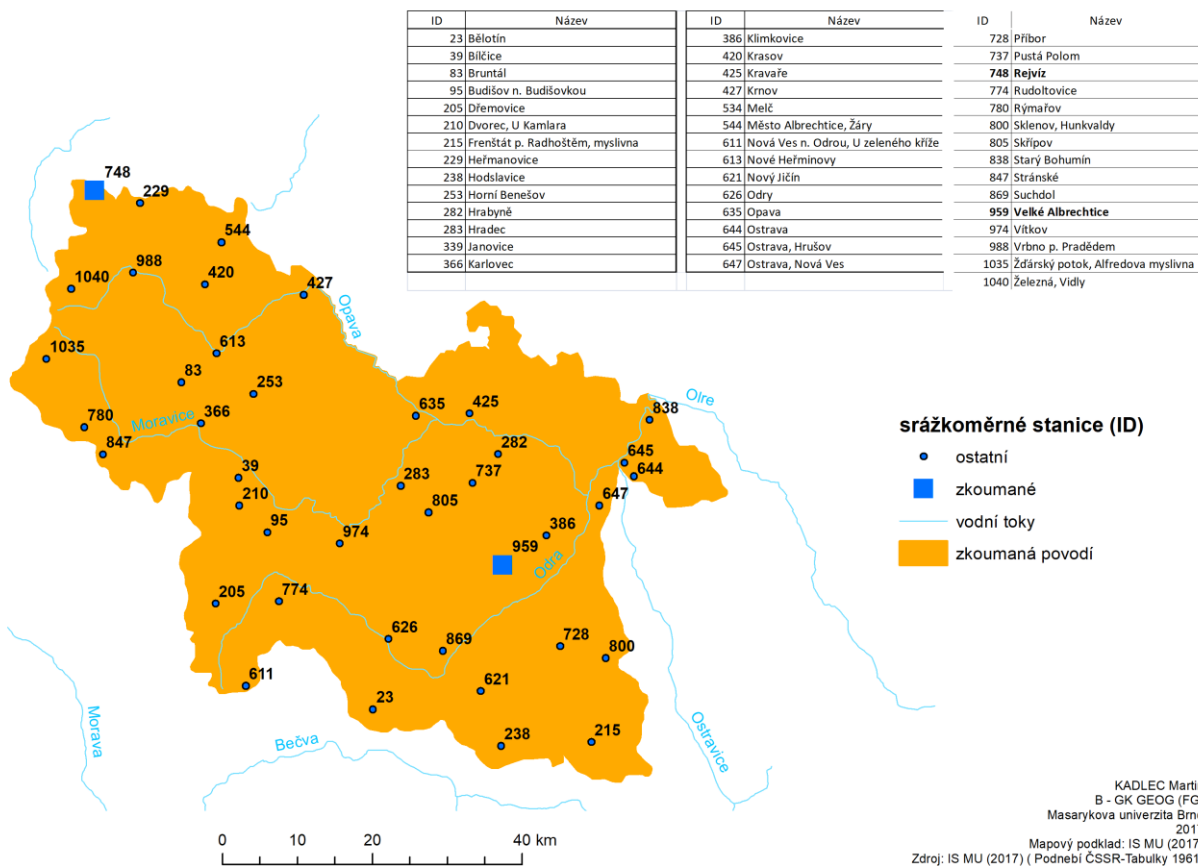 ID Název
23 Bělotín
39 Bílčice
83 Bruntál
95 Budišov n. Budišovkou
205 Dřemovice
210 Dvorec, U Kamlara
215 Frenštát p. Radhoštěm, myslivna
229 Heřmanovice
238 Hodslavice
253 Horní Benešov
282 Hrabyně
283 Hradec
339 Janovice
366 Karlovec
ID Název
386 Klimkovice
420 Krasov
425 Kravaře
427 Krnov
534 Melč
544 Město Albrechtice, Žáry
611 Nová Ves n. Odrou, U zeleného kříže
613 Nové Heřminovy
621 Nový Jičín
626 Odry
635 Opava
644 Ostrava
645 Ostrava, Hrušov
647 Ostrava, Nová Ves
ID Název
728 Příbor
737 Pustá Polom
748 Rejvíz
774 Rudoltovice
780 Rýmařov
800 Sklenov, Hunkvaldy
805 Skřípov
838 Starý Bohumín
847 Stránské
869 Suchdol
959 Velké Albrechtice
974 Vítkov
988 Vrbno p. Pradědem
1035 Žďárský potok, Alfredova myslivna
1040 Železná, Vidly
748
229
544
988
1040
420
427
Opava
613
1035
83
253
635
425
Olre
838
780
Moravice
366
847
282
645
644
39
283
737
647
210
805
95
974
386
959
Odra
205
774
626
869
728
800
611
621
23
238
215
Morava
Bečva
Ostravice
srážkoměrné stanice (ID)
ostatní
zkoumané
vodní toky
zkoumaná povodí
0 10 20 40 km
KADLEC Martin
B - GK GEOG (FG
Masarykova univerzita Brno
2017
Mapový podklad: IS MU (2017
Zdroj: IS MU (2017) ( Podnebí ČSSR-Tabulky 1961